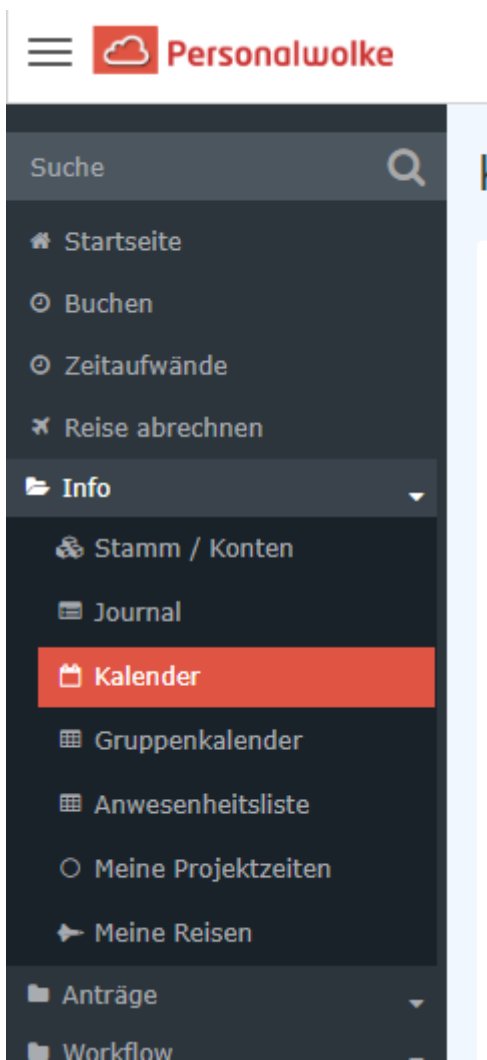 Personalwolke
Suche
Startseite
Buchen
Zeitaufwände
Reise abrechnen
Info
Stamm / Konten
Journal
Kalender
Gruppenkalender
Anwesenheitsliste
Meine Projektzeiten
Meine Reisen
Anträge
Workflow